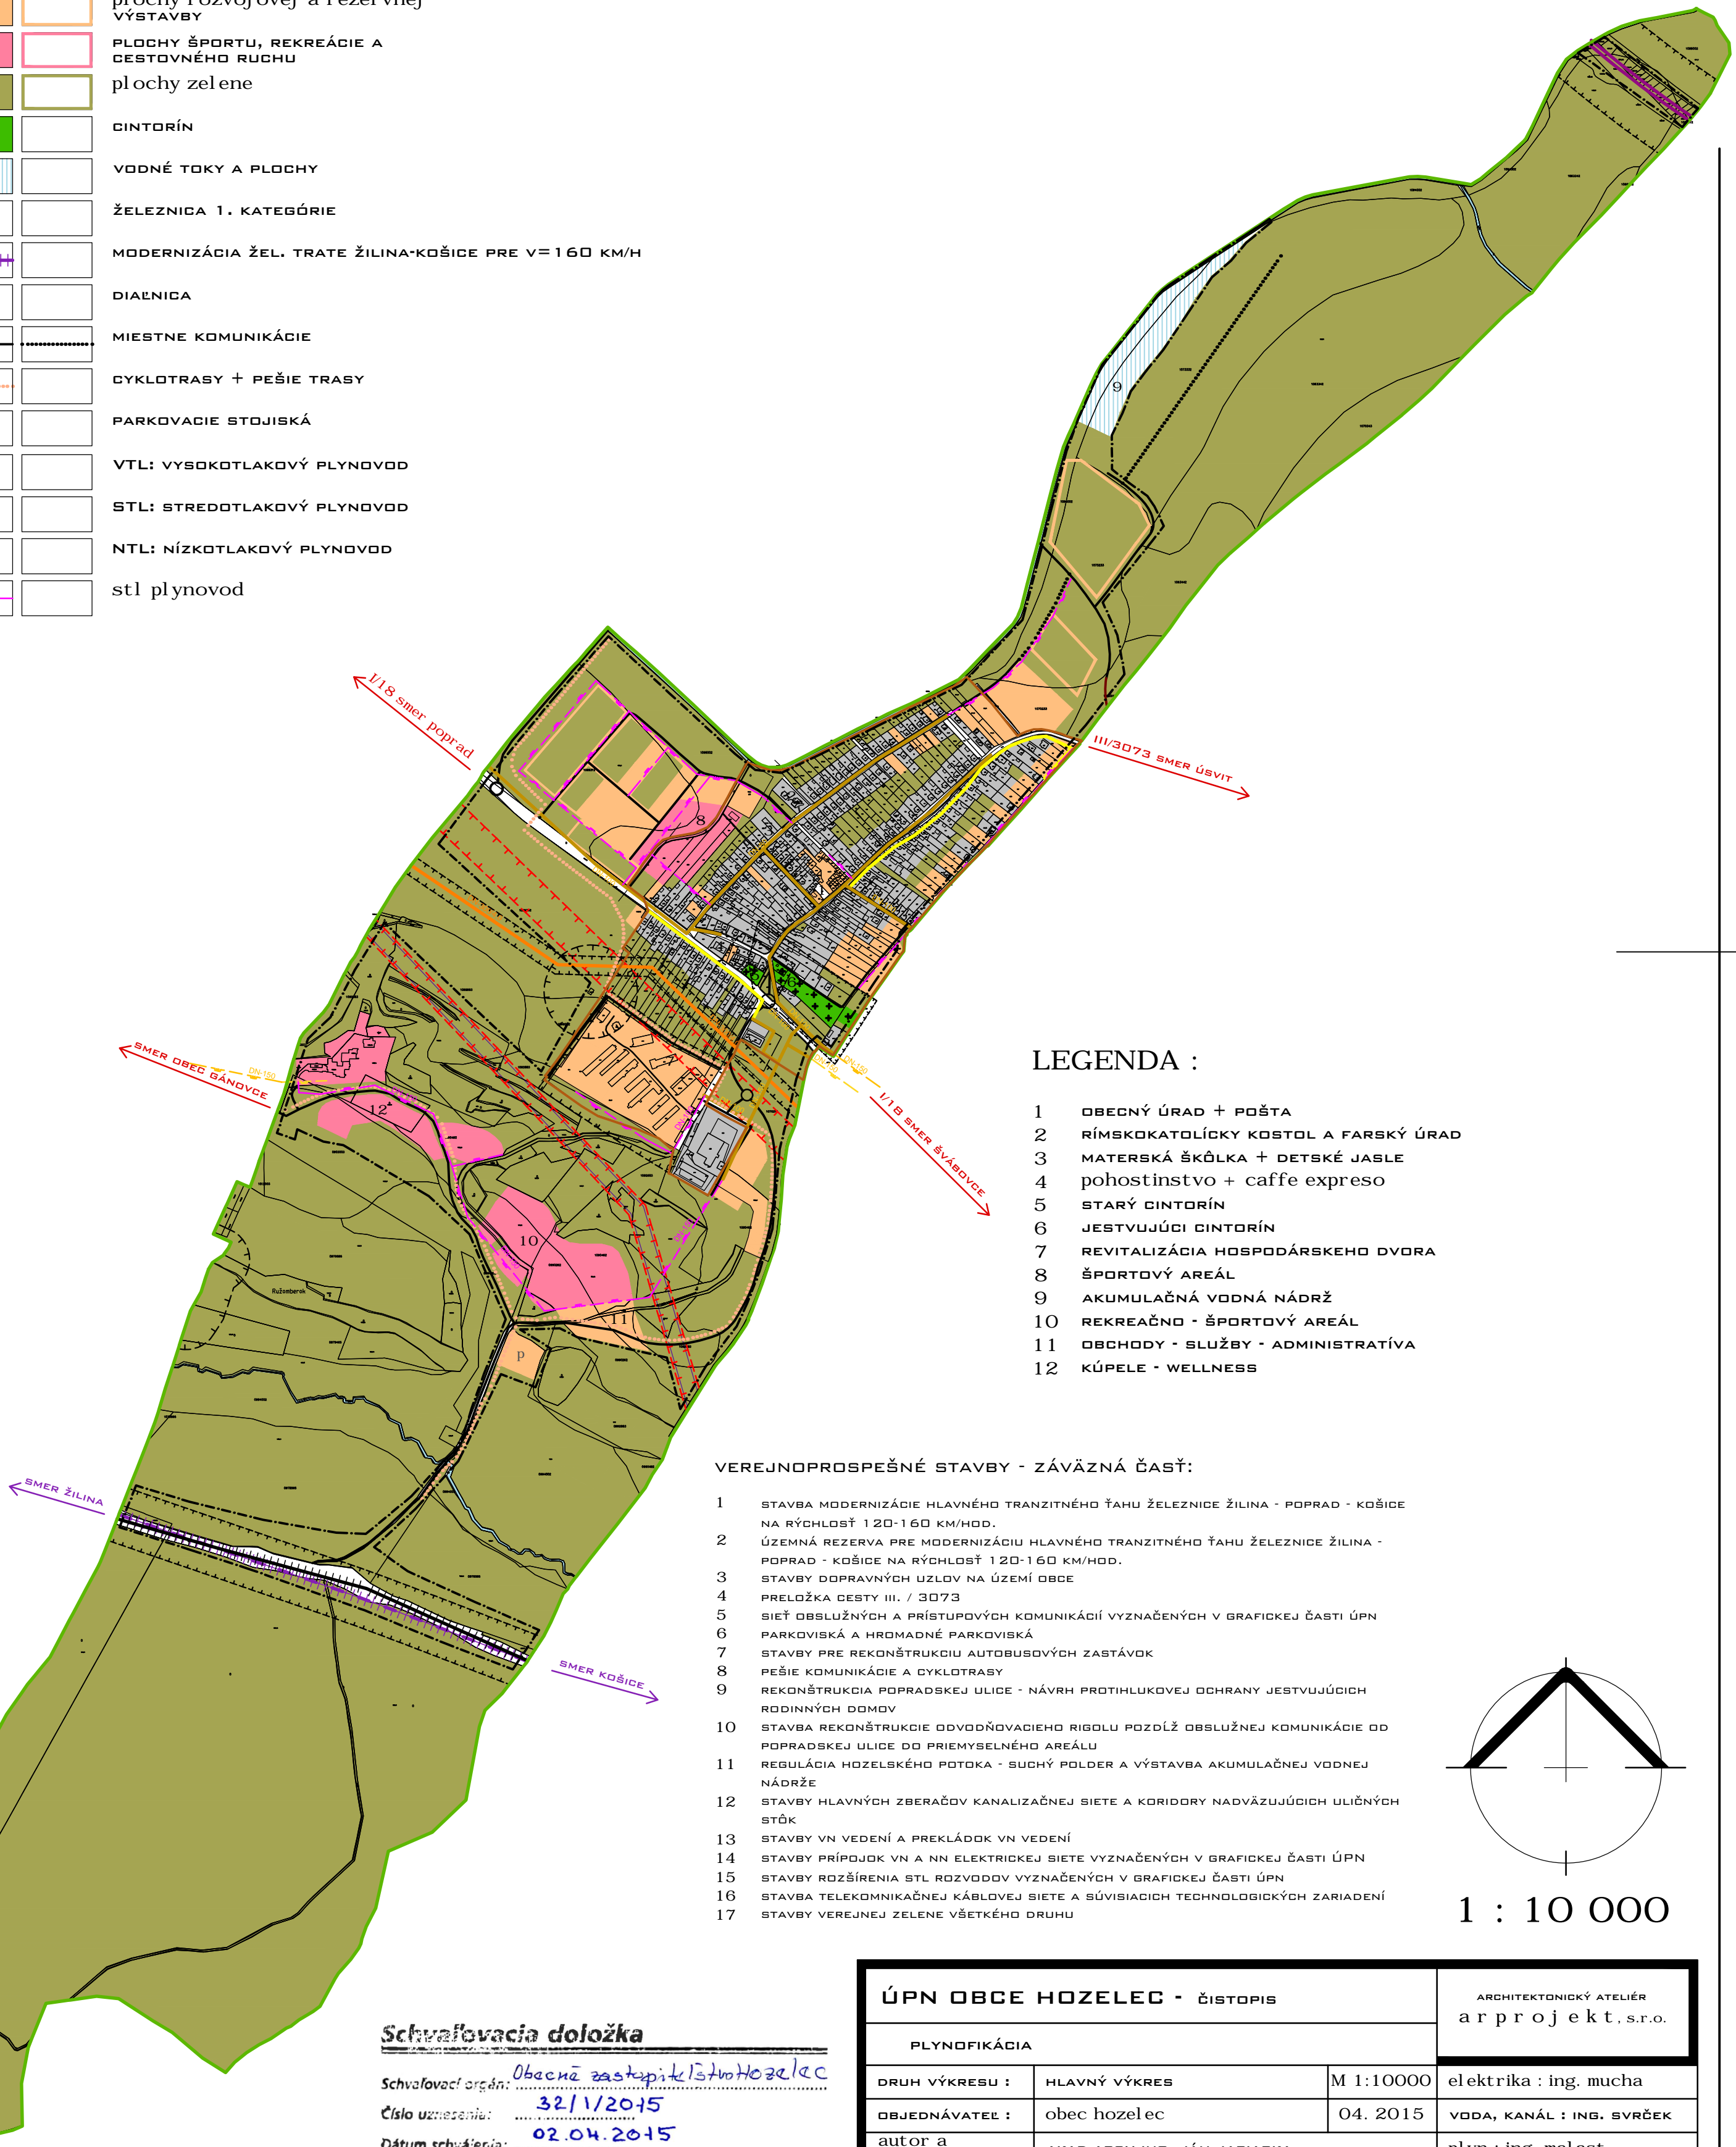 VÝSTAVBY
PLOCHY ŠPORTU, REKREÁCIE A
CESTOVNÉHO RUCHU
plochy zelene
CINTORÍN
VODNÉ TOKY A PLOCHY
ŽELEZNICA 1. KATEGÓRIE
MODERNIZÁCIA ŽEL. TRATE ŽILINA-KOŠICE PRE V=160 KM/H
DIAĽNICA
MIESTNE KOMUNIKÁCIE
CYKLOTRASY + PEŠIE TRASY
PARKOVACIE STOJISKÁ
VTL: VYSOKOTLAKOVÝ PLYNOVOD
STL: STREDOTLAKOVÝ PLYNOVOD
NTL: NÍZKOTLAKOVÝ PLYNOVOD
stl plynovod
9
I/18 smer poprad
III/3073 SMER ÚSVIT
8
6
SMER OBEC GÁNOVCE
DN-150
12
DN-150
DN-150
I/18 SMER ŠVÁBOVCE
10
11
p
Ružomberok
SMER ŽILINA
SMER KOŠICE
LEGENDA :
1 OBECNÝ ÚRAD + POŠTA
2 RÍMSKOKATOLÍCKY KOSTOL A FARSKÝ ÚRAD
3 MATERSKÁ ŠKÔLKA + DETSKÉ JASLE
4 pohostinstvo + caffe expreso
5 STARÝ CINTORÍN
6 JESTVUJÚCI CINTORÍN
7 REVITALIZÁCIA HOSPODÁRSKEHO DVORA
8 ŠPORTOVÝ AREÁL
9 AKUMULAČNÁ VODNÁ NÁDRŽ
10 REKREAČNO - ŠPORTOVÝ AREÁL
11 OBCHODY - SLUŽBY - ADMINISTRATÍVA
12 KÚPELE - WELLNESS
VEREJNOPROSPEŠNÉ STAVBY - ZÁVÄZNÁ ČASŤ:
1 STAVBA MODERNIZÁCIE HLAVNÉHO TRANZITNÉHO ŤAHU ŽELEZNICE ŽILINA - POPRAD - KOŠICE
NA RÝCHLOSŤ 120-160 KM/HOD.
2 ÚZEMNÁ REZERVA PRE MODERNIZÁCIU HLAVNÉHO TRANZITNÉHO ŤAHU ŽELEZNICE ŽILINA -
POPRAD - KOŠICE NA RÝCHLOSŤ 120-160 KM/HOD.
3 STAVBY DOPRAVNÝCH UZLOV NA ÚZEMÍ OBCE
4 PRELOŽKA CESTY III. / 3073
5 SIEŤ OBSLUŽNÝCH A PRÍSTUPOVÝCH KOMUNIKÁCIÍ VYZNAČENÝCH V GRAFICKEJ ČASTI ÚPN
6 PARKOVISKÁ A HROMADNÉ PARKOVISKÁ
7 STAVBY PRE REKONŠTRUKCIU AUTOBUSOVÝCH ZASTÁVOK
8 PEŠIE KOMUNIKÁCIE A CYKLOTRASY
9 REKONŠTRUKCIA POPRADSKEJ ULICE - NÁVRH PROTIHLUKOVEJ OCHRANY JESTVUJÚCICH
RODINNÝCH DOMOV
10 STAVBA REKONŠTRUKCIE ODVODŇOVACIEHO RIGOLU POZDĹŽ OBSLUŽNEJ KOMUNIKÁCIE OD
POPRADSKEJ ULICE DO PRIEMYSELNÉHO AREÁLU
11 REGULÁCIA HOZELSKÉHO POTOKA - SUCHÝ POLDER A VÝSTAVBA AKUMULAČNEJ VODNEJ
NÁDRŽE
12 STAVBY HLAVNÝCH ZBERAČOV KANALIZAČNEJ SIETE A KORIDORY NADVÄZUJÚCICH ULIČNÝCH
STÔK
13 STAVBY VN VEDENÍ A PREKLÁDOK VN VEDENÍ
14 STAVBY PRÍPOJOK VN A NN ELEKTRICKEJ SIETE VYZNAČENÝCH V GRAFICKEJ ČASTI ÚPN
15 STAVBY ROZŠÍRENIA STL ROZVODOV VYZNAČENÝCH V GRAFICKEJ ČASTI ÚPN
16 STAVBA TELEKOMNIKAČNEJ KÁBLOVEJ SIETE A SÚVISIACICH TECHNOLOGICKÝCH ZARIADENÍ
17 STAVBY VEREJNEJ ZELENE VŠETKÉHO DRUHU
1 : 10 000
ÚPN OBCE HOZELEC - ČISTOPIS
ARCHITEKTONICKÝ ATELIÉR
arprojekt, s.r.o.
PLYNOFIKÁCIA
DRUH VÝKRESU : HLAVNÝ VÝKRES M 1:10000 elektrika : ing. mucha
OBJEDNÁVATEĽ : obec hozelec 04. 2015 VODA, KANÁL : ING. SVRČEK
autor a
Schvaľovacia doložka
Schvaľovací orgán: Obecné zastupiteľstvo Hozelec
Číslo uznesenia: 32/1/2015
Dátum schválenia: 02.04.2015